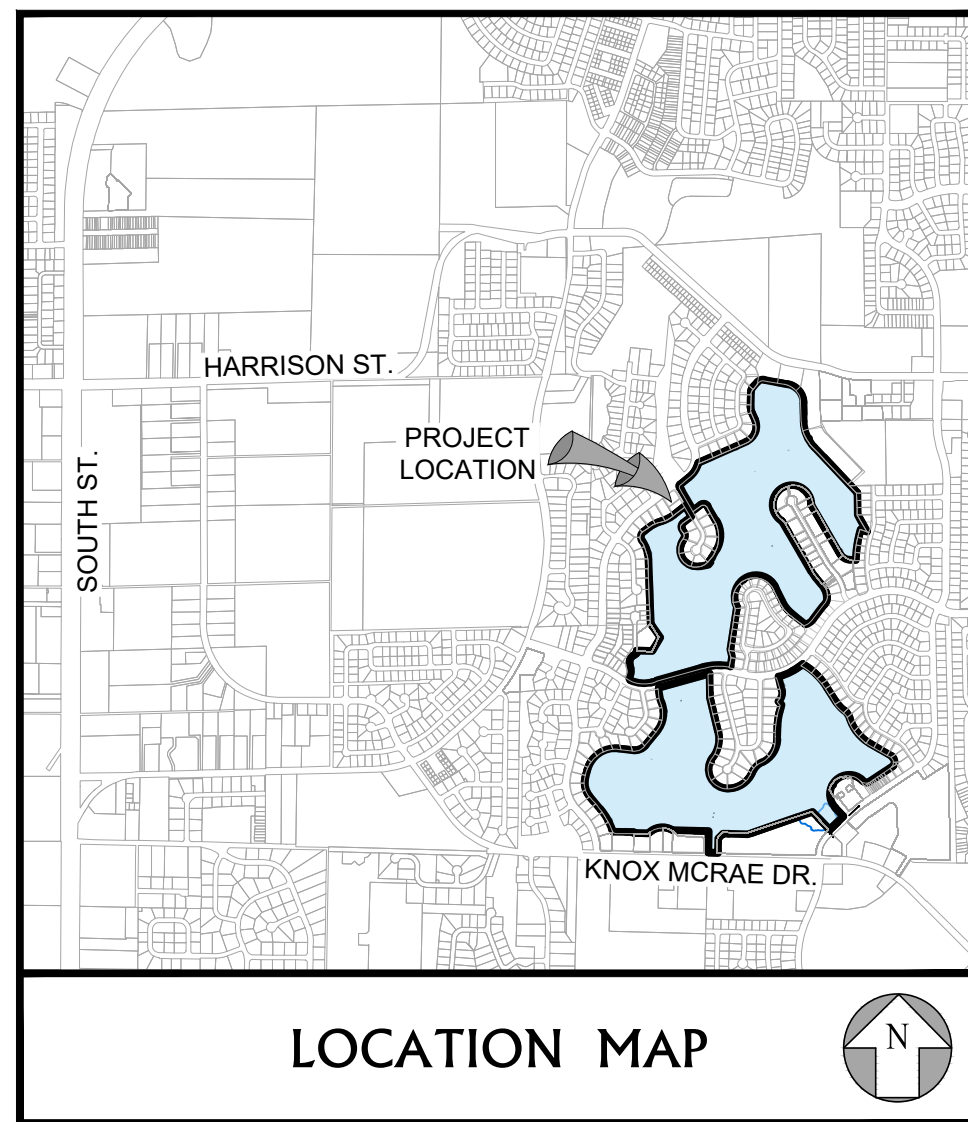 HARRISON ST.
PROJECT
LOCATION
SOUTH ST.
KNOX MCRAE DR.
LOCATION MAP
N